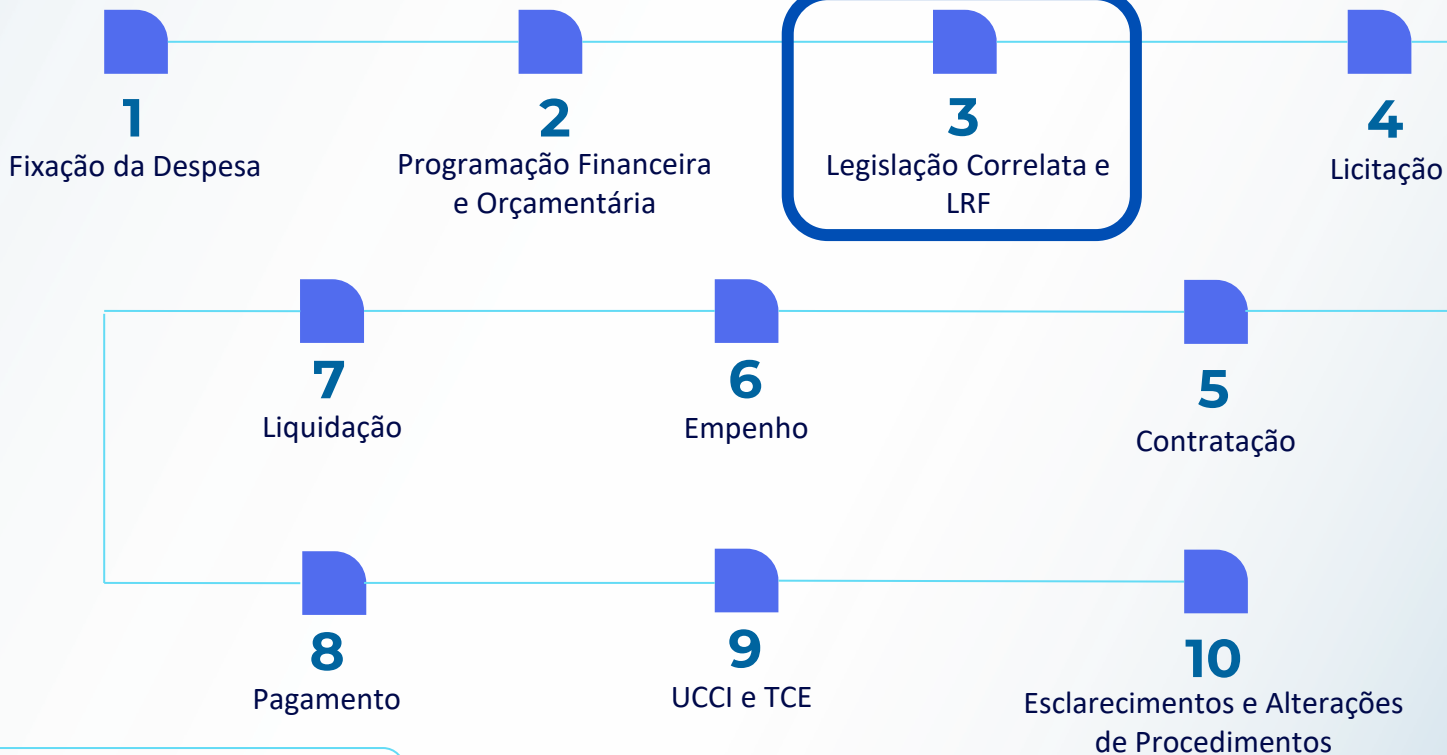 1
Fixação da Despesa
2
Programação Financeira
e Orçamentária
3
Legislação Correlata e
LRF
4
Licitação
7
Liquidação
6
Empenho
5
Contratação
8
Pagamento
9
UCCI e TCE
10
Esclarecimentos e Alterações
de Procedimentos